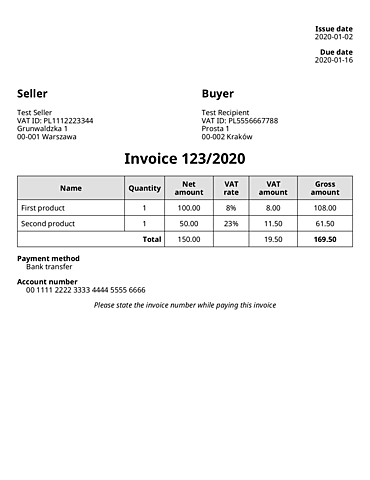 Issue date
2020-01-02
Due date
2020-01-16
Seller
Test Seller
VAT ID: PL1112223344
Grunwaldzka 1
00-001 Warszawa
Buyer
Test Recipient
VAT ID: PL5556667788
Prosta 1
00-002 Kraków
Invoice 123/2020
Name Quantity Net amount VAT rate VAT amount Gross amount
First product 1 100.00 8% 8.00 108.00
Second product 1 50.00 23% 11.50 61.50
Total 150.00 19.50 169.50
Payment method
Bank transfer
Account number
00 1111 2222 3333 4444 5555 6666
Please state the invoice number while paying this invoice